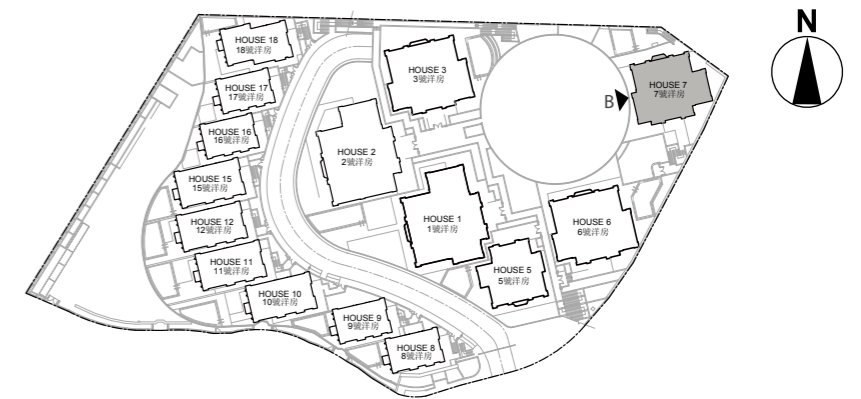 N
HOUSE 18
18號洋房
HOUSE 17
17號洋房
HOUSE 16
16號洋房
HOUSE 15
15號洋房
HOUSE 12
12號洋房
HOUSE 11
11號洋房
HOUSE 10
10號洋房
HOUSE 9
9號洋房
HOUSE 8
8號洋房
HOUSE 3
3號洋房
HOUSE 2
2號洋房
HOUSE 1
1號洋房
HOUSE 5
5號洋房
HOUSE 6
6號洋房
HOUSE 7
7號洋房
B